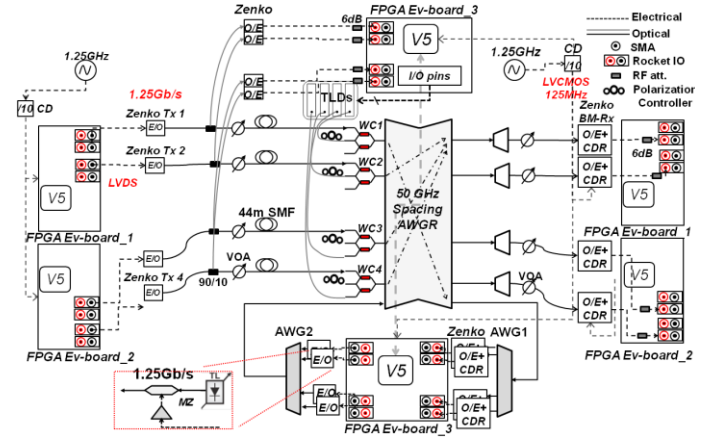 Zenko
FPGA Ev-board_3
6dB
O/E
O/E
V5
I/O pins
O/E
O/E
TLDs
Electrical
Optical
SMA
Rocket IO
RF att.
Polarization
Controller
1.25GHz
1.25GHz
CD
/10
LVCMOS
125MHz
/10
CD
1.25Gb/s
Zenko Tx 1
E/O
Zenko Tx 2
E/O
LVDS
V5
FPGA Ev-board_1
WC1
WC2
WC3
WC4
50 GHz
Spacing
AWGR
Zenko
BM-Rx
O/E+
CDR
O/E+
CDR
6dB
V5
FPGA Ev-board_1
44m SMF
VOA
E/O
Zenko Tx 4
E/O
90/10
V5
FPGA Ev-board_2
VOA
O/E+
CDR
O/E+
CDR
V5
FPGA Ev-board_2
AWG2
E/O
E/O
V5
FPGA Ev-board_3
Zenko
O/E+
CDR
O/E+
CDR
AWG1
1.25Gb/s
TL
MZ